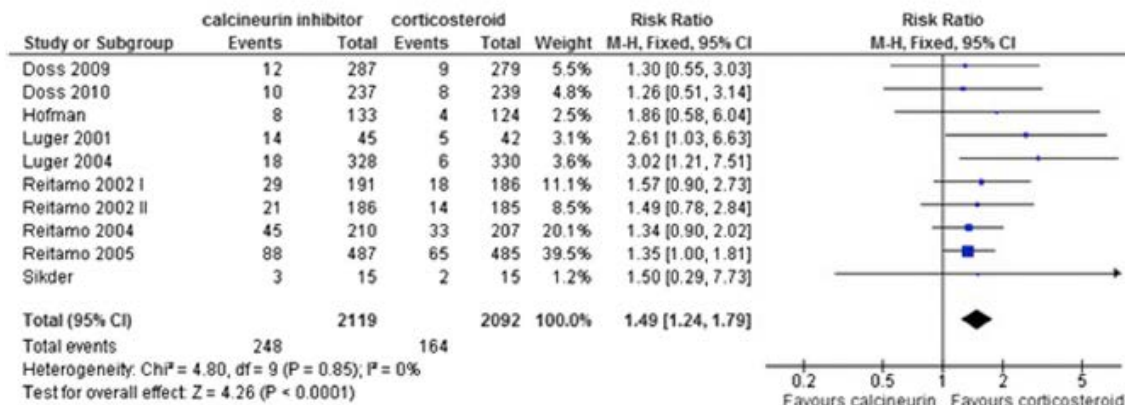 calcineurin inhibitor corticosteroid Risk Ratio Risk Ratio
Study or Subgroup Events Total Events Total Weight M-H, Fixed, 95% CI M-H, Fixed, 95% CI
Doss 2009 12 287 9 279 5.5% 1.30 [0.55, 3.03]
Doss 2010 10 237 8 239 4.8% 1.26 [0.51, 3.14]
Hofman 8 133 4 124 2.5% 1.86 [0.58, 6.04]
Luger 2001 14 45 5 42 3.1% 2.61 [1.03, 6.63]
Luger 2004 18 328 6 330 3.6% 3.02 [1.21, 7.51]
Reitamo 2002 I 29 191 18 186 11.1% 1.57 [0.90, 2.73]
Reitamo 2002 II 21 186 14 185 8.5% 1.49 [0.78, 2.84]
Reitamo 2004 45 210 33 207 20.1% 1.34 [0.90, 2.02]
Reitamo 2005 88 487 65 485 39.5% 1.35 [1.00, 1.81]
Sikder 3 15 2 15 1.2% 1.50 [0.29, 7.73]
Total (95% CI) 2119 2092 100.0% 1.49 [1.24, 1.79]
Total events 248 164
Heterogeneity: Chi² = 4.80, df = 9 (P = 0.85); I² = 0%
Test for overall effect: Z = 4.26 (P < 0.0001)
0.2 0.5 1 2 5
Favours calcineurin Favours corticosteroid